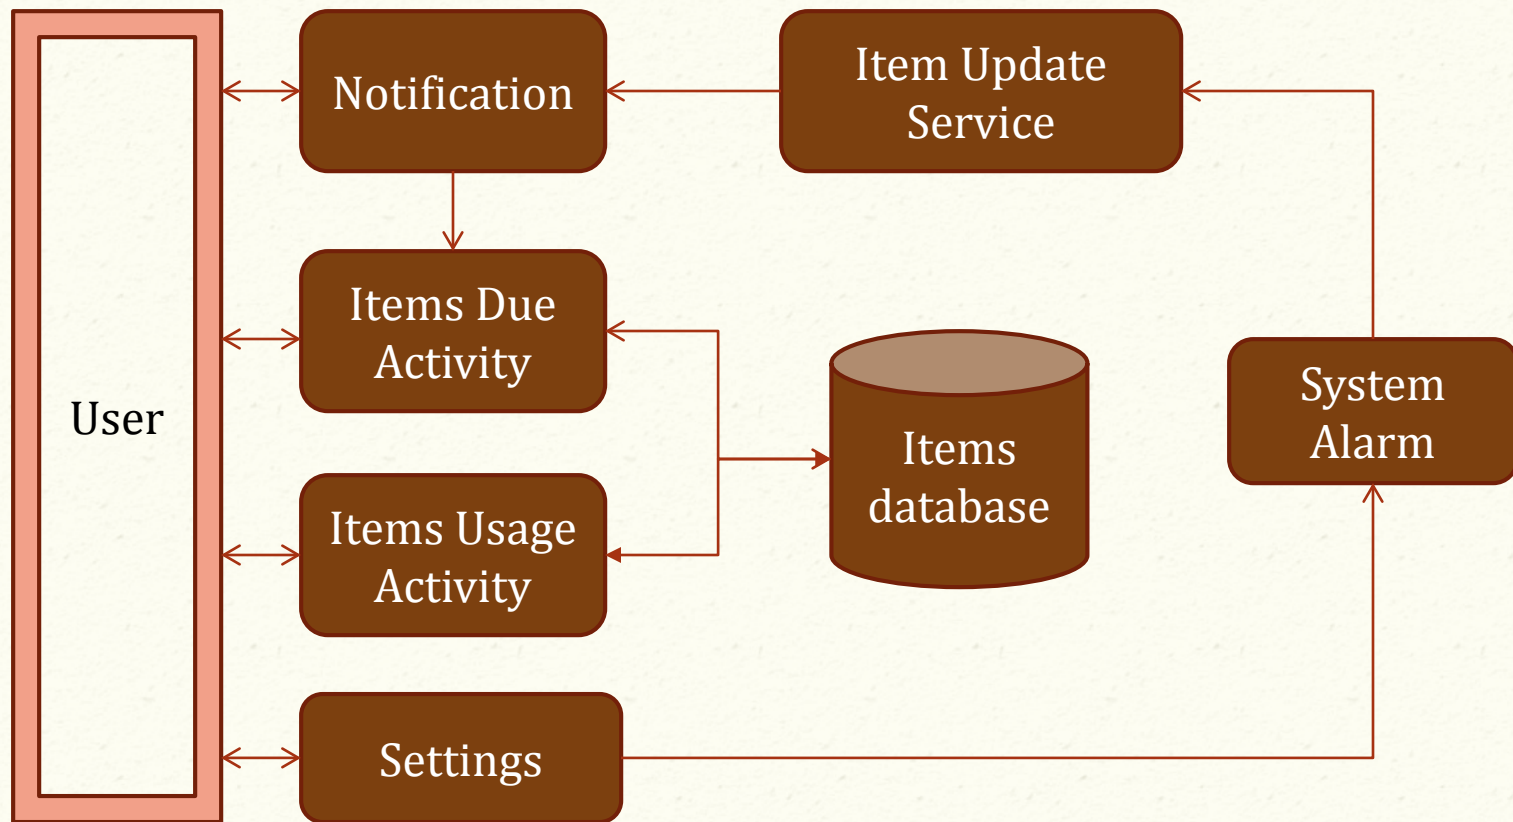 Notification
Item Update
Service
Items Due
Activity
User
Items
database
System
Alarm
Items Usage
Activity
Settings